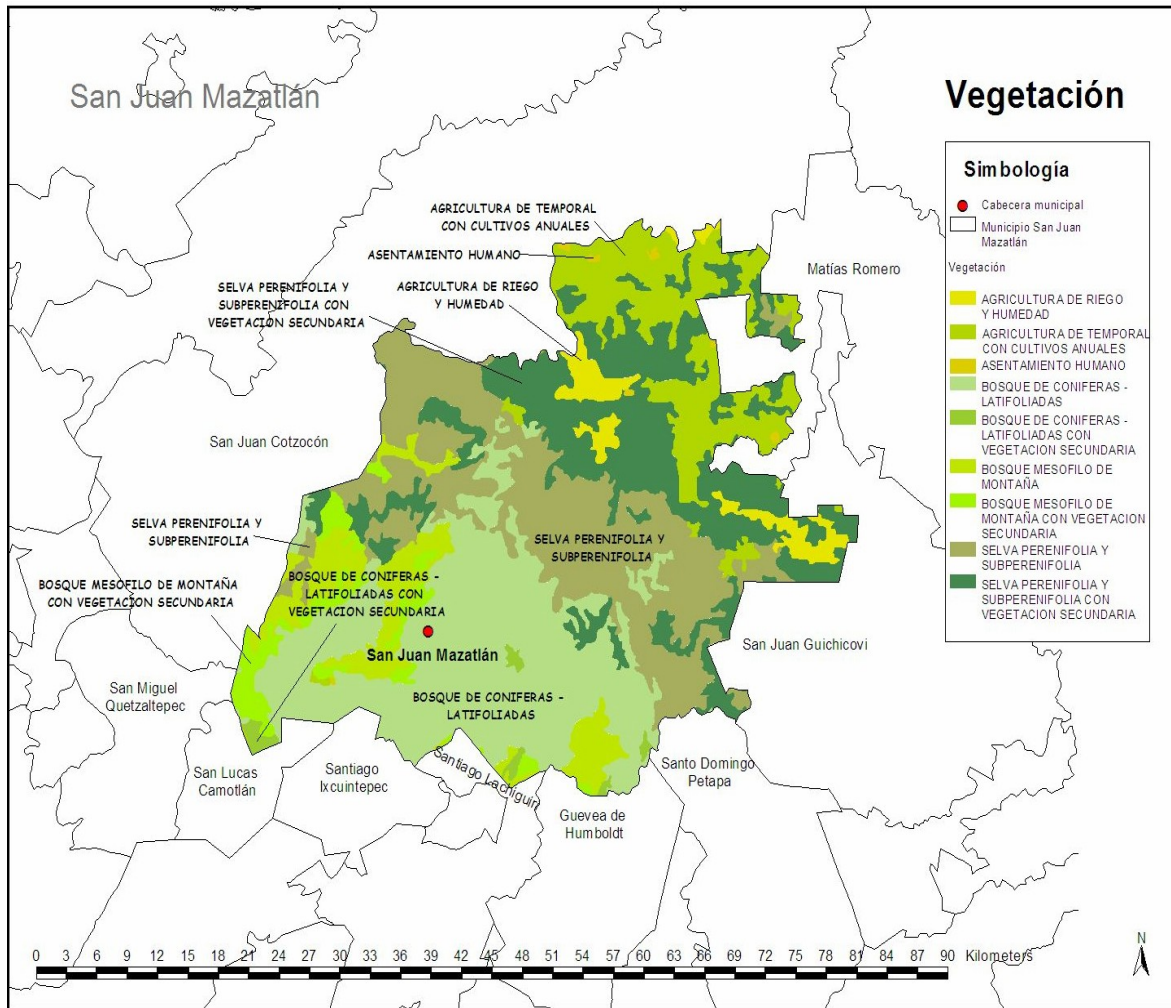 San Juan Mazatlán
Vegetación
Simbología
Cabecera municipal
Municipio San Juan
Mazatlán
Vegetación
AGRICULTURA DE RIEGO
Y HUMEDAD
AGRICULTURA DE TEMPORAL
CON CULTIVOS ANUALES
ASENTAMIENTO HUMANO
BOSQUE DE CONIFERAS -
LATIFOLIADAS
BOSQUE DE CONIFERAS -
LATIFOLIADAS CON
VEGETACION SECUNDARIA
BOSQUE MESOFILO DE
MONTAÑA
BOSQUE MESOFILO DE
MONTAÑA CON VEGETACION
SECUNDARIA
SELVA PERENIFOLIA Y
SUBPERENIFOLIA
SELVA PERENIFOLIA Y
SUBPERENIFOLIA CON
VEGETACION SECUNDARIA
AGRICULTURA DE TEMPORAL
CON CULTIVOS ANUALES
ASENTAMIENTO HUMANO
AGRICULTURA DE RIEGO
Y HUMEDAD
SELVA PERENIFOLIA Y
SUBPERENIFOLIA CON
VEGETACION SECUNDARIA
Matías Romero
San Juan Cotzocón
SELVA PERENIFOLIA Y
SUBPERENIFOLIA
SELVA PERENIFOLIA Y
SUBPERENIFOLIA
BOSQUE MESOFILO DE MONTAÑA
CON VEGETACION SECUNDARIA
BOSQUE DE CONIFERAS -
LATIFOLIADAS CON
VEGETACION SECUNDARIA
San Juan Mazatlán
San Juan Guichicovi
San Miguel
Quetzaltepec
BOSQUE DE CONIFERAS -
LATIFOLIADAS
San Lucas
Camotlán
Santiago
Ixcuintepec
Santiago Lachiguiri
Santo Domingo
Petapa
Guevea de
Humboldt
0 3 6 9 12 15 18 21 24 27 30 33 36 39 42 45 48 51 54 57 60 63 66 69 72 75 78 81 84 87 90 Kilometers
N